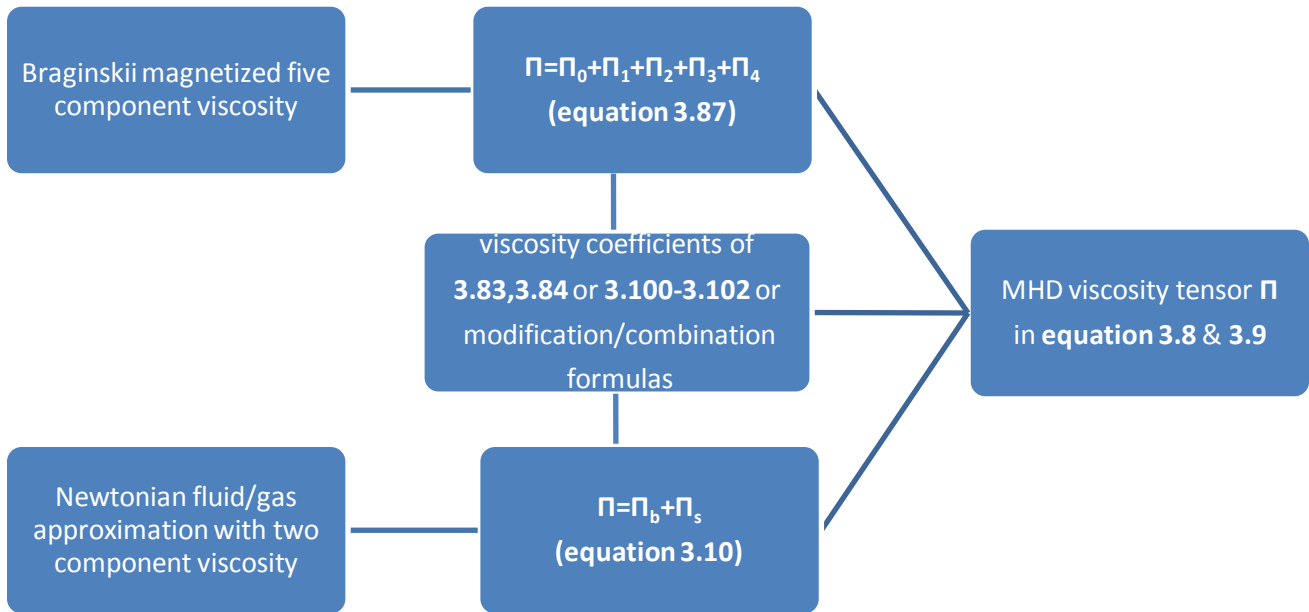 Braginskii magnetized five
component viscosity
Π=Π₀+Π₁+Π₂+Π₃+Π₄
(equation 3.87)
viscosity coefficients of
3.83,3.84 or 3.100-3.102 or
modification/combination
formulas
MHD viscosity tensor Π
in equation 3.8 & 3.9
Newtonian fluid/gas
approximation with two
component viscosity
Π=Π_b+Π_s
(equation 3.10)